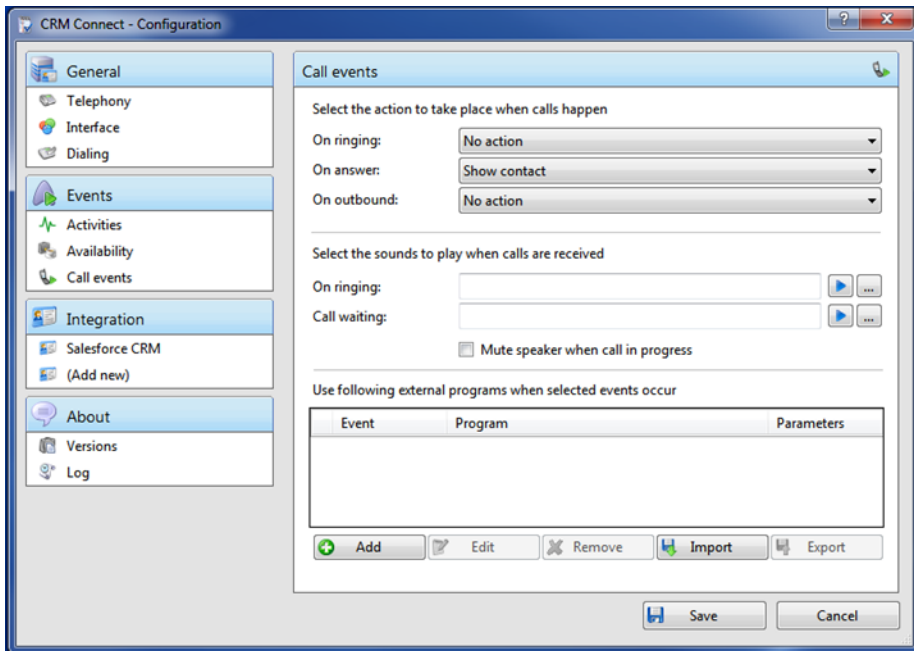 CRM Connect - Configuration
?
General
Telephony
Interface
Dialing
Events
Activities
Availability
Call events
Integration
Salesforce CRM
(Add new)
About
Versions
Log
Call events
Select the action to take place when calls happen
On ringing: No action
On answer: Show contact
On outbound: No action
Select the sounds to play when calls are received
On ringing: ...
Call waiting: ...
Mute speaker when call in progress
Use following external programs when selected events occur
Event Program Parameters
Add Edit Remove Import Export
Save Cancel